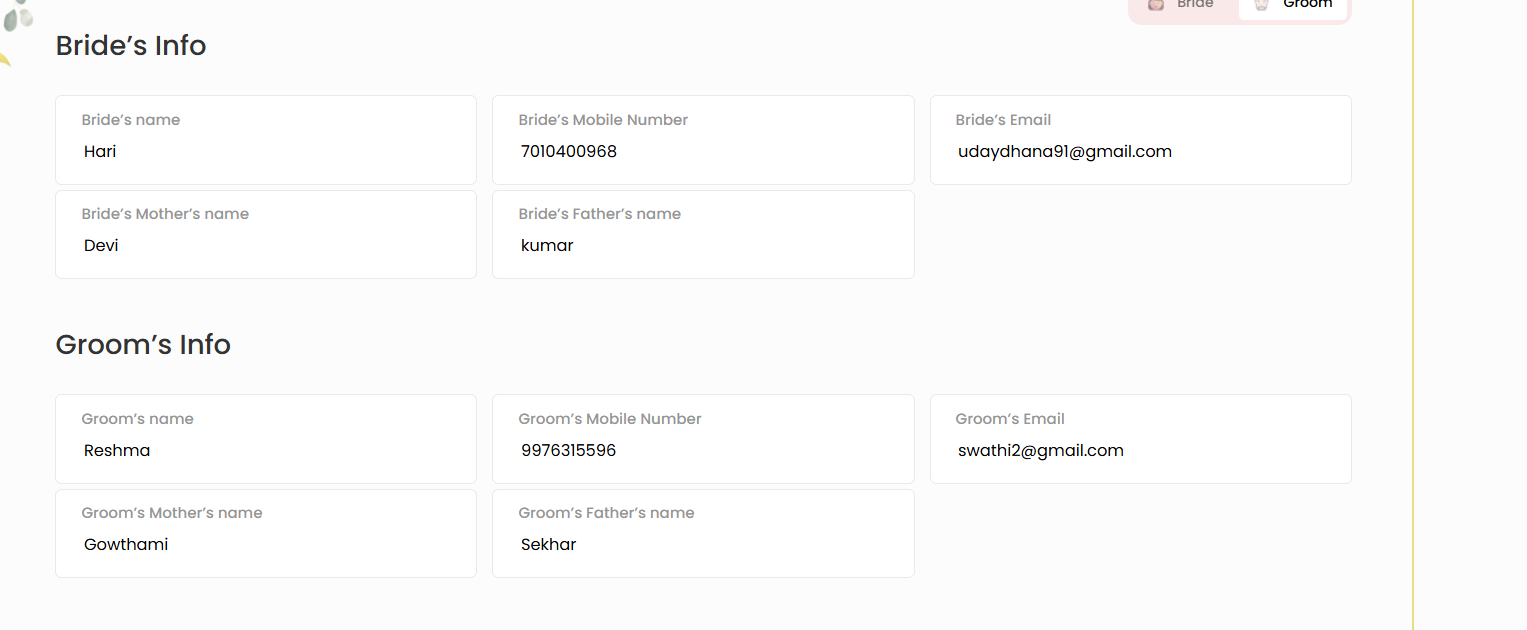 Bride Groom
Bride’s Info
Bride’s name Bride’s Mobile Number Bride’s Email
Hari 7010400968 udaydhana91@gmail.com
Bride’s Mother’s name Bride’s Father’s name
Devi kumar
Groom’s Info
Groom’s name Groom’s Mobile Number Groom’s Email
Reshma 9976315596 swathi2@gmail.com
Groom’s Mother’s name Groom’s Father’s name
Gowthami Sekhar